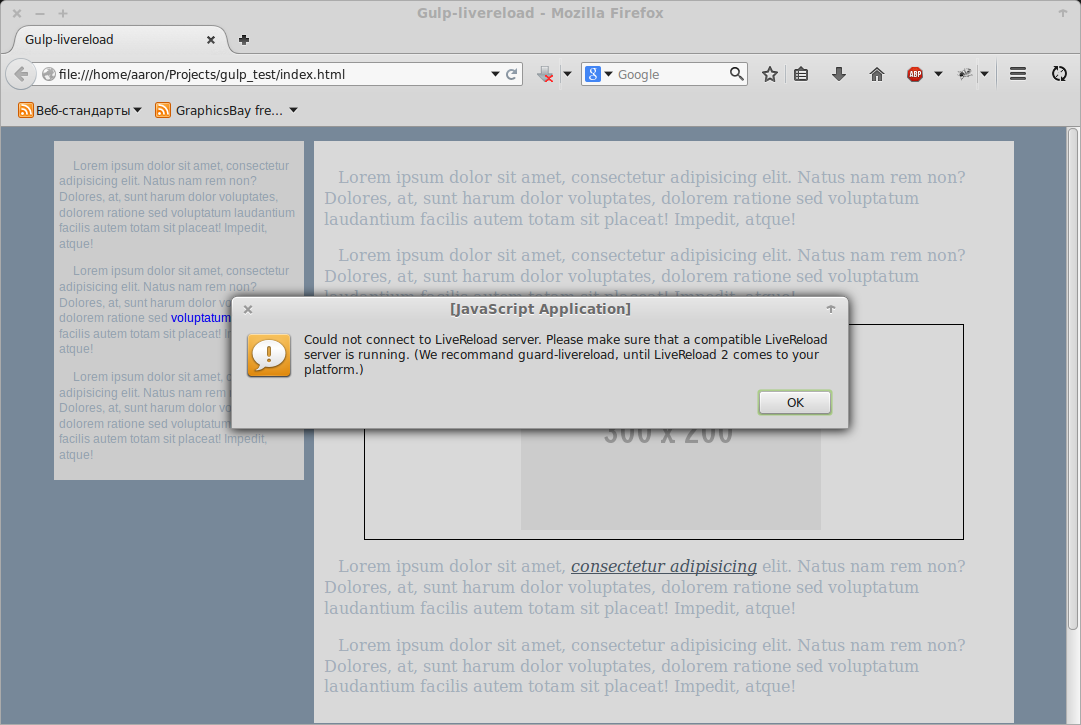 Gulp-livereload - Mozilla Firefox
Gulp-livereload
file:///home/aaron/Projects/gulp_test/index.html
8
Google
ABP
Веб-стандарты
GraphicsBay fre...
Lorem ipsum dolor sit amet, consectetur
adipisicing elit. Natus nam rem non?
Dolores, at, sunt harum dolor voluptates,
dolorem ratione sed voluptatum laudantium
facilis autem totam sit placeat! Impedit,
atque!
Lorem ipsum dolor sit amet, consectetur
adipisicing elit. Natus nam rem non?
Dolores, at, sunt harum dolor
dolorem ratione sed voluptatum
facilis autem totam sit placeat!
atque!
Lorem ipsum dolor sit amet,
adipisicing elit. Natus nam rem
Dolores, at, sunt harum dolor
dolorem ratione sed voluptatum
facilis autem totam sit placeat! Impedit,
atque!
Lorem ipsum dolor sit amet, consectetur adipisicing elit. Natus nam rem non?
Dolores, at, sunt harum dolor voluptates, dolorem ratione sed voluptatum
laudantium facilis autem totam sit placeat! Impedit, atque!
Lorem ipsum dolor sit amet, consectetur adipisicing elit. Natus nam rem non?
Dolores, at, sunt harum dolor voluptates, dolorem ratione sed voluptatum
[JavaScript Application]
Could not connect to LiveReload server. Please make sure that a compatible LiveReload
server is running. (We recommand guard-livereload, until LiveReload 2 comes to your
platform.)
OK
300 x 200
Lorem ipsum dolor sit amet, consectetur adipisicing elit. Natus nam rem non?
Dolores, at, sunt harum dolor voluptates, dolorem ratione sed voluptatum
laudantium facilis autem totam sit placeat! Impedit, atque!
Lorem ipsum dolor sit amet, consectetur adipisicing elit. Natus nam rem non?
Dolores, at, sunt harum dolor voluptates, dolorem ratione sed voluptatum
laudantium facilis autem totam sit placeat! Impedit, atque!